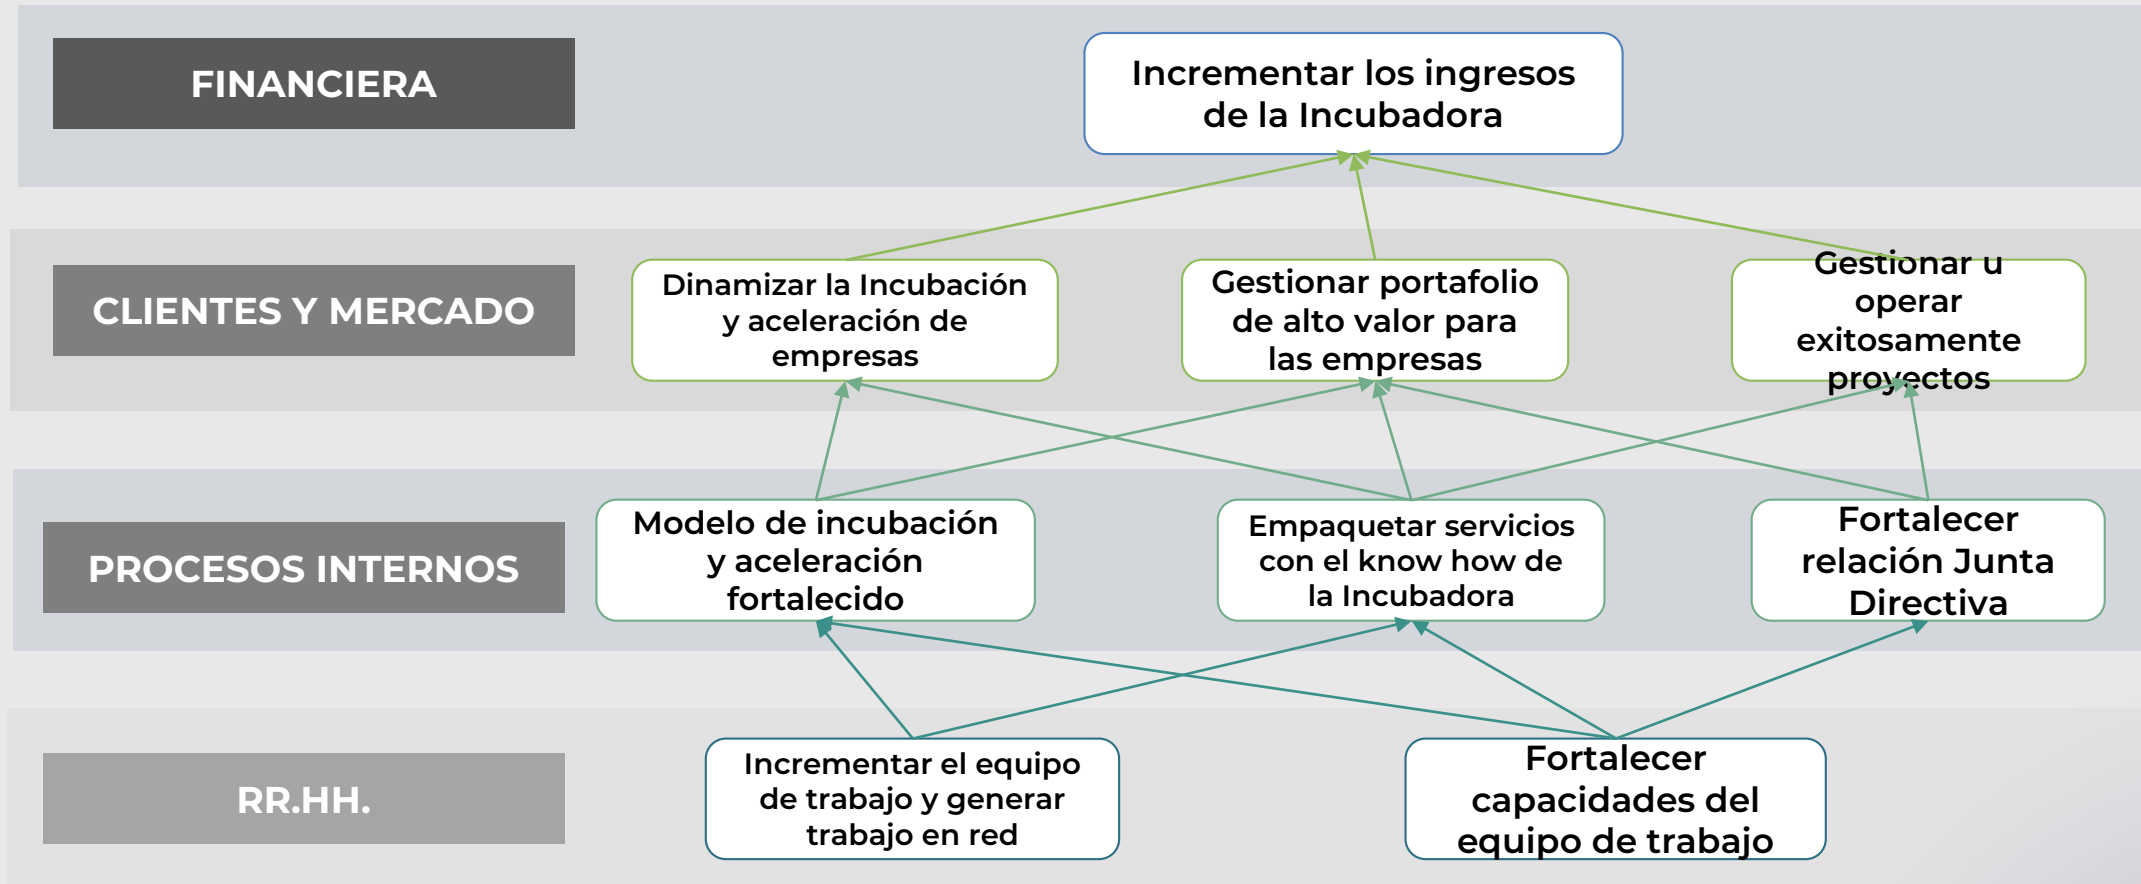 FINANCIERA
Incrementar los ingresos
de la Incubadora
CLIENTES Y MERCADO
Dinamizar la Incubación
y aceleración de
empresas
Gestionar portafolio
de alto valor para
las empresas
Gestionar u
operar
exitosamente
proyectos
PROCESOS INTERNOS
Modelo de incubación
y aceleración
fortalecido
Empaquetar servicios
con el know how de
la Incubadora
Fortalecer
relación Junta
Directiva
RR.HH.
Incrementar el equipo
de trabajo y generar
trabajo en red
Fortalecer
capacidades del
equipo de trabajo